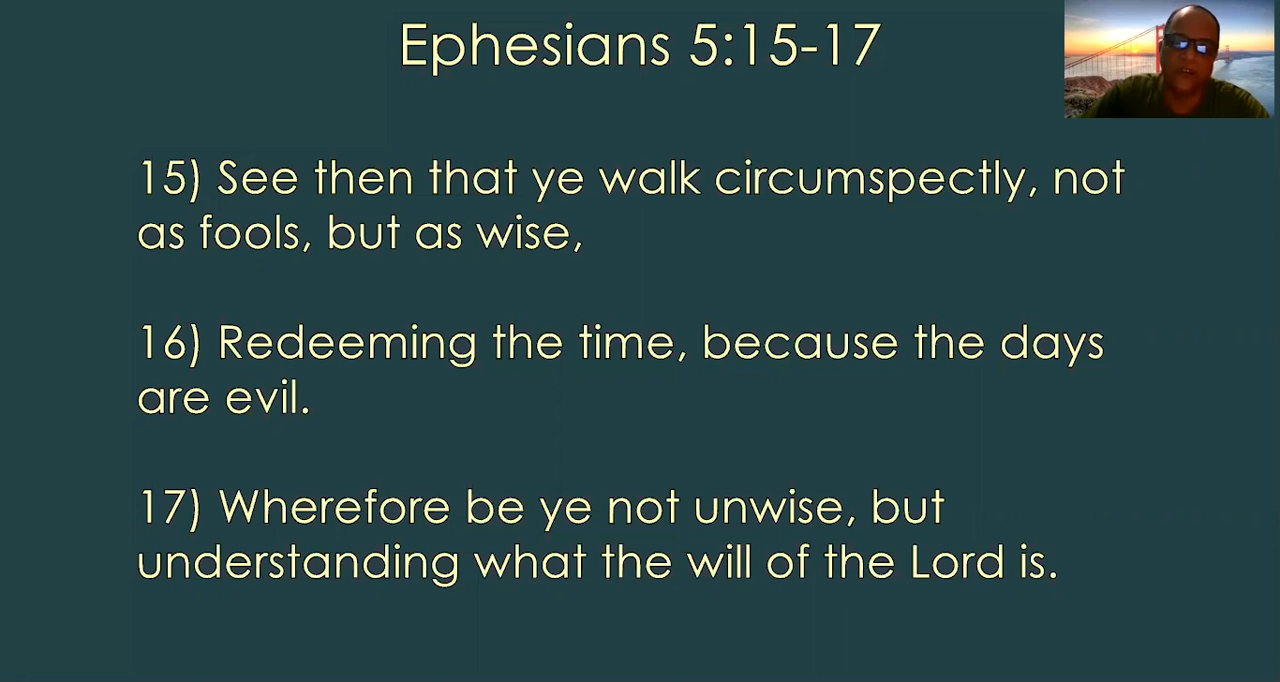 Ephesians 5:15-17
15) See then that ye walk circumspectly, not
as fools, but as wise,
16) Redeeming the time, because the days
are evil.
17) Wherefore be ye not unwise, but
understanding what the will of the Lord is.